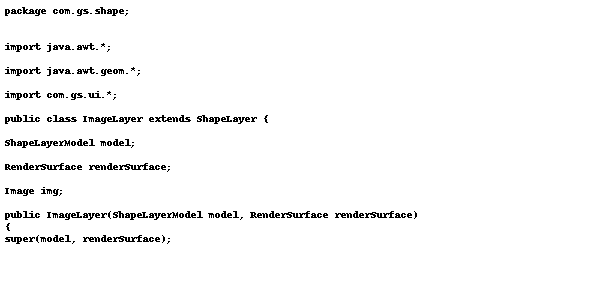 package com.gs.shape;
import java.awt.*;
import java.awt.geom.*;
import com.gs.ui.*;
public class ImageLayer extends ShapeLayer {
ShapeLayerModel model;
RenderSurface renderSurface;
Image img;
public ImageLayer(ShapeLayerModel model, RenderSurface renderSurface)
{
super(model, renderSurface);